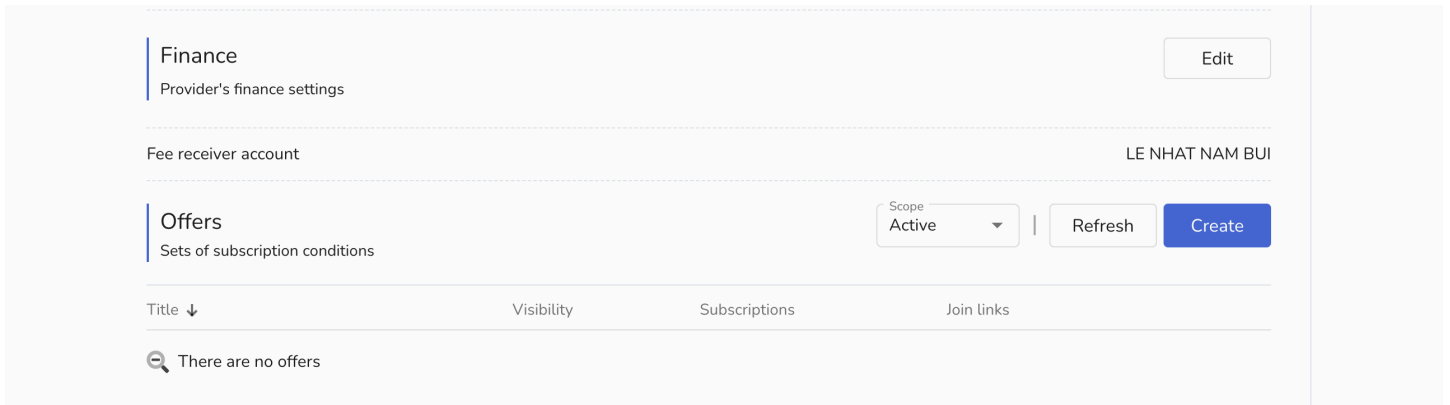 Finance
Edit
Provider's finance settings
Fee receiver account LE NHAT NAM BUI
Offers
Sets of subscription conditions
Scope
Active
Refresh
Create
Title Visibility Subscriptions Join links
There are no offers